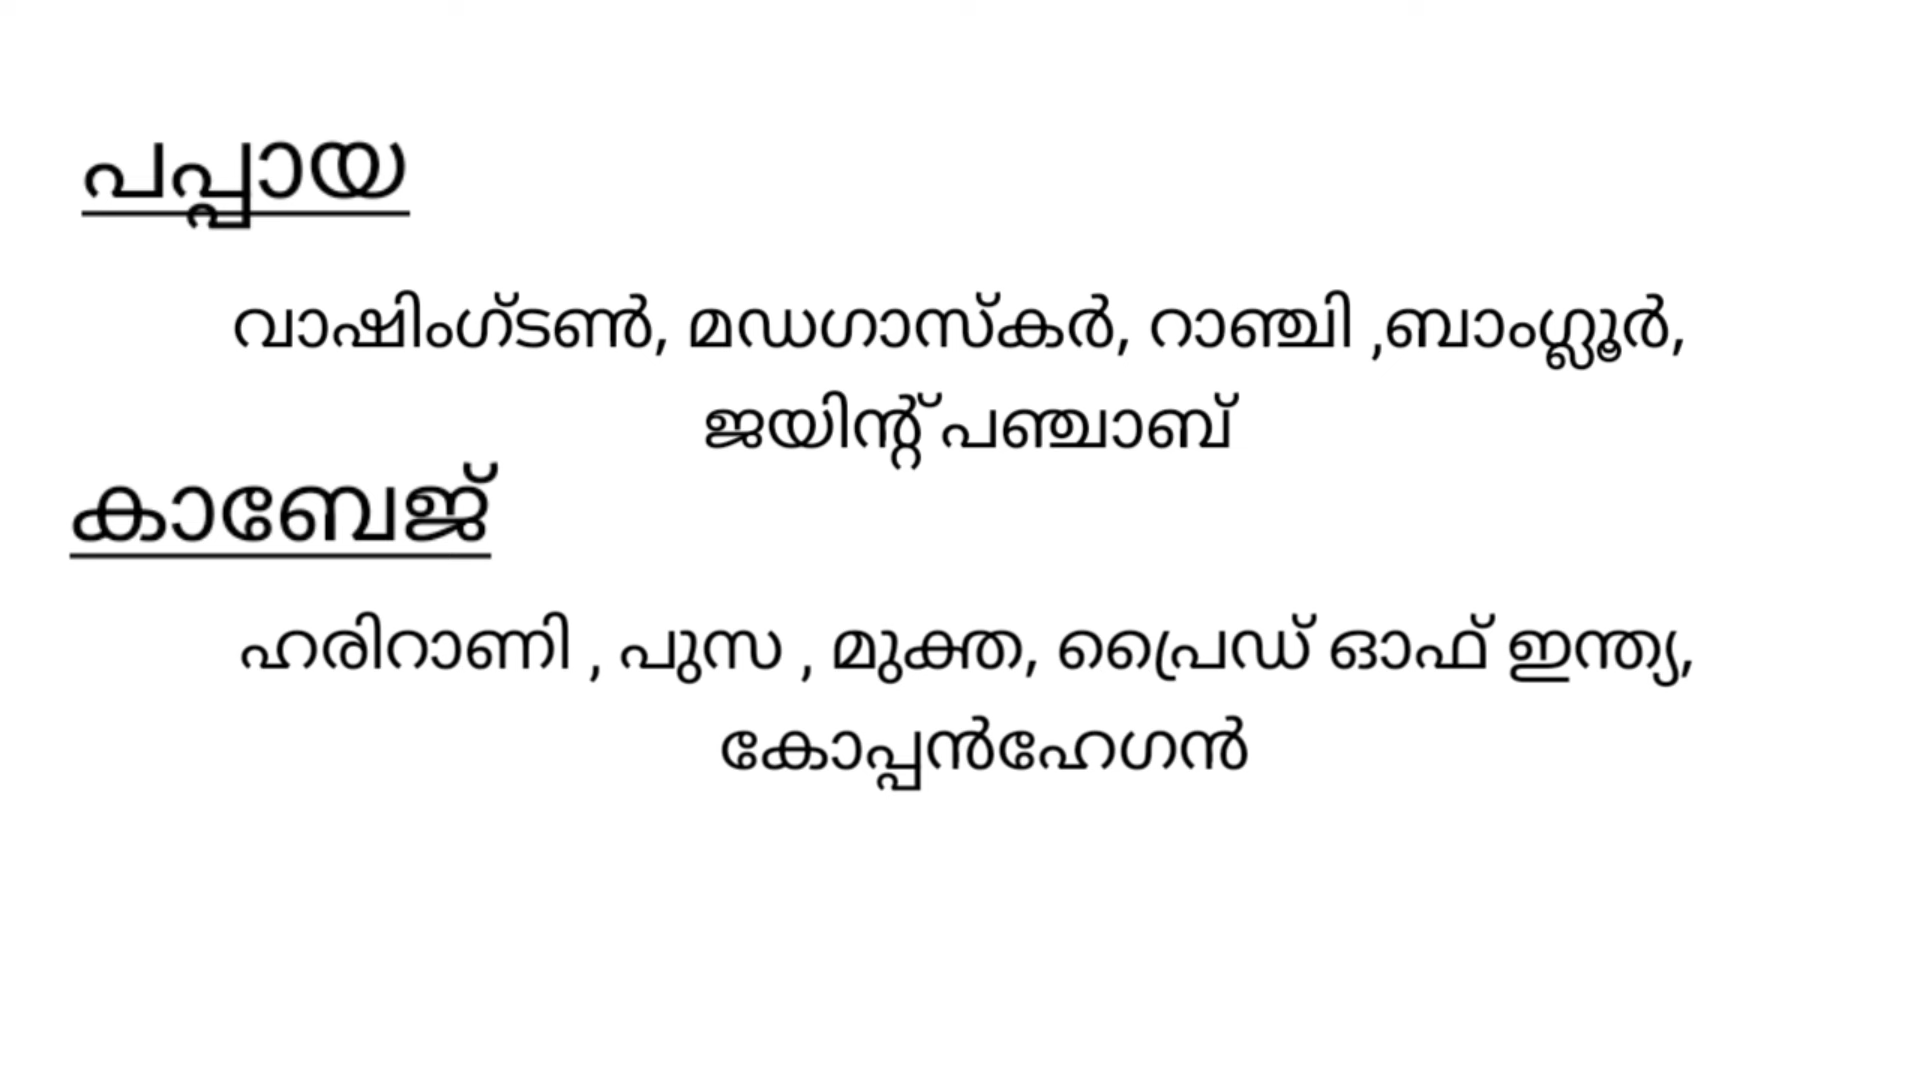 പപ്പായ
വാഷിംഗ്ടൺ, മഡഗാസ്കർ, റാഞ്ചി ,ബാംഗ്ലൂർ,
ജയിന്റ് പഞ്ചാബ്
കാബേജ്
ഹരിറാണി , പുസ , മുക്ത, പ്രൈഡ് ഓഫ് ഇന്ത്യ,
കോപ്പൻഹേഗൻ